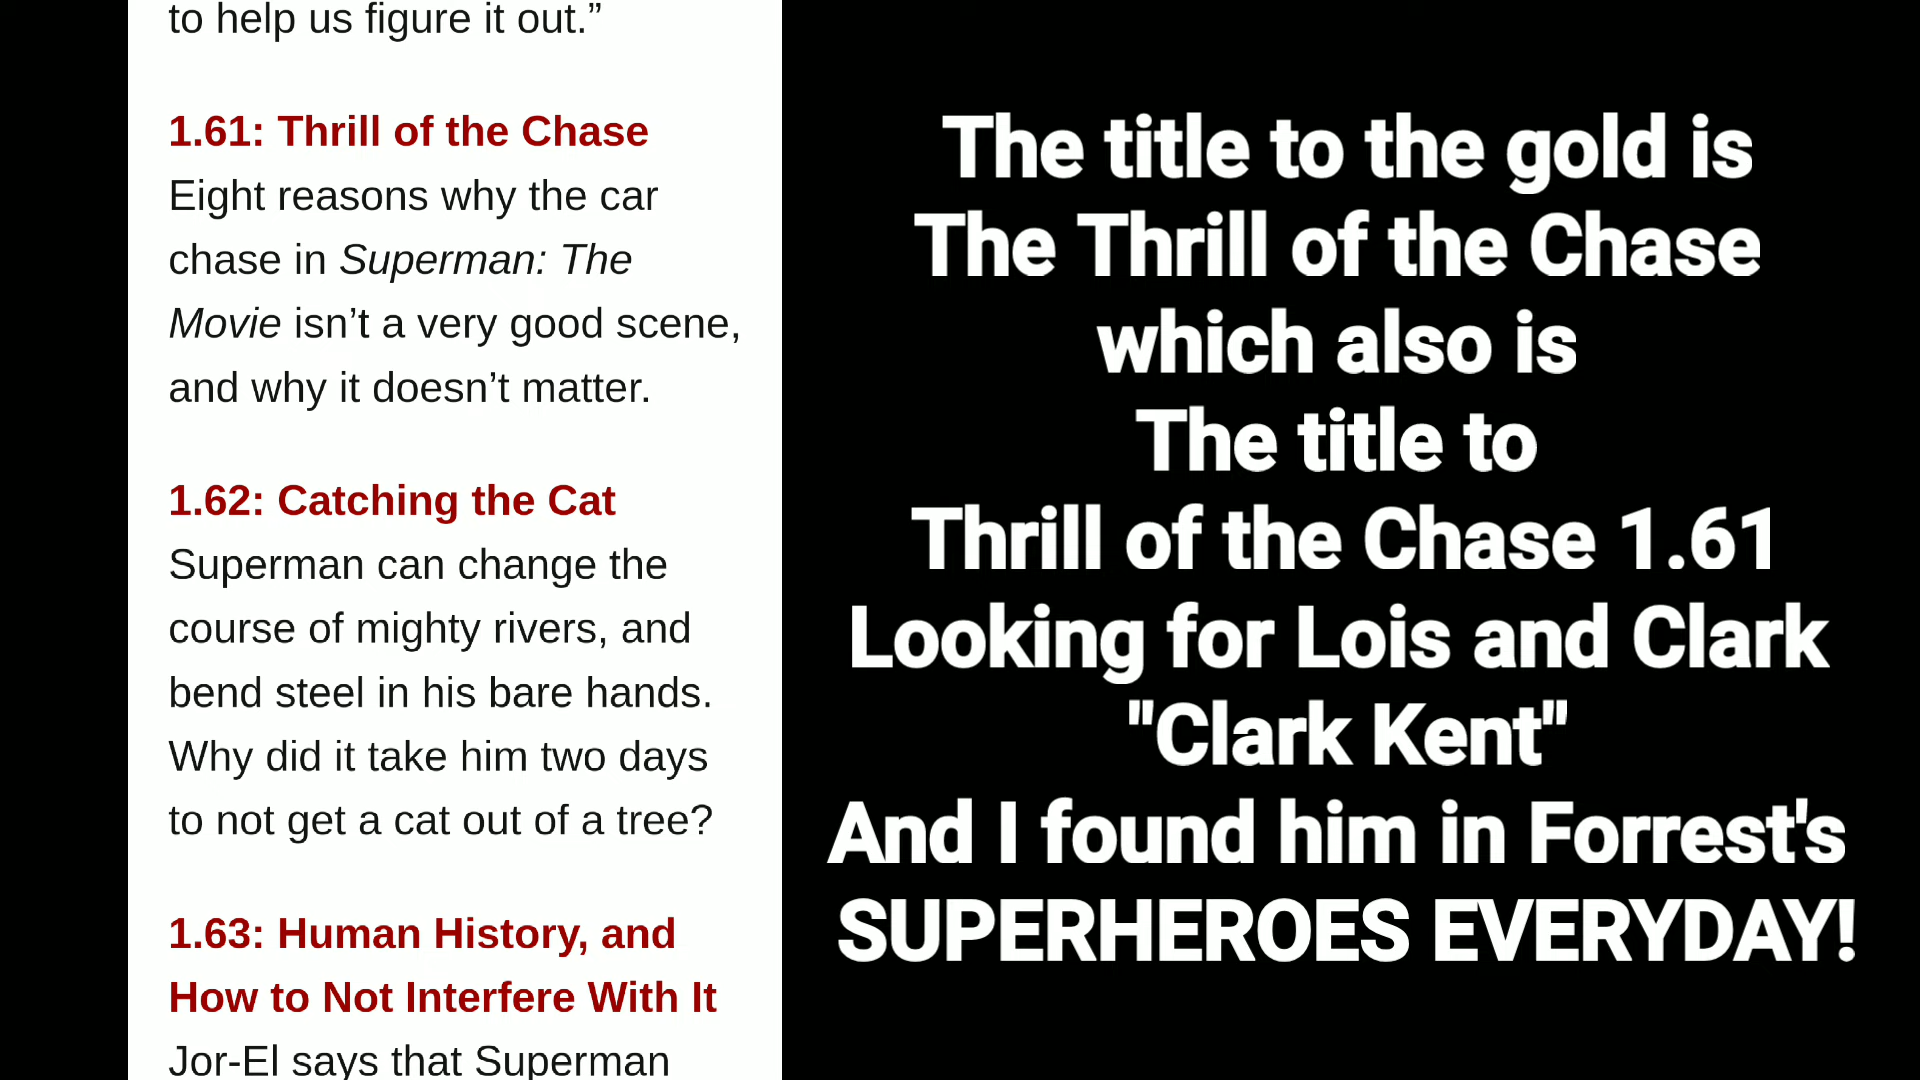 to help us figure it out.”
1.61: Thrill of the Chase
Eight reasons why the car
chase in Superman: The
Movie isn’t a very good scene,
and why it doesn’t matter.
1.62: Catching the Cat
Superman can change the
course of mighty rivers, and
bend steel in his bare hands.
Why did it take him two days
to not get a cat out of a tree?
1.63: Human History, and
How to Not Interfere With It
Jor-El says that Superman
The title to the gold is
The Thrill of the Chase
which also is
The title to
Thrill of the Chase 1.61
Looking for Lois and Clark
"Clark Kent"
And I found him in Forrest's
SUPERHEROES EVERYDAY!